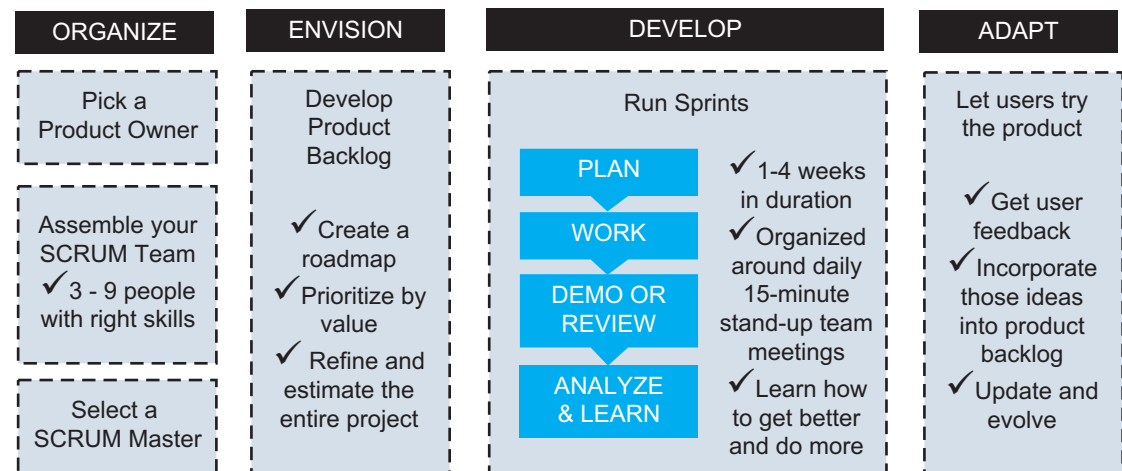 ORGANIZE
Pick a
Product Owner
Assemble your
SCRUM Team
✓ 3 - 9 people
with right skills
Select a
SCRUM Master
ENVISION
Develop
Product
Backlog
✓ Create a
roadmap
✓ Prioritize by
value
✓ Refine and
estimate the
entire project
DEVELOP
Run Sprints
PLAN
WORK
DEMO OR
REVIEW
ANALYZE
& LEARN
✓ 1-4 weeks
in duration
✓ Organized
around daily
15-minute
stand-up team
meetings
✓ Learn how
to get better
and do more
ADAPT
Let users try
the product
✓ Get user
feedback
✓ Incorporate
those ideas
into product
backlog
✓ Update and
evolve